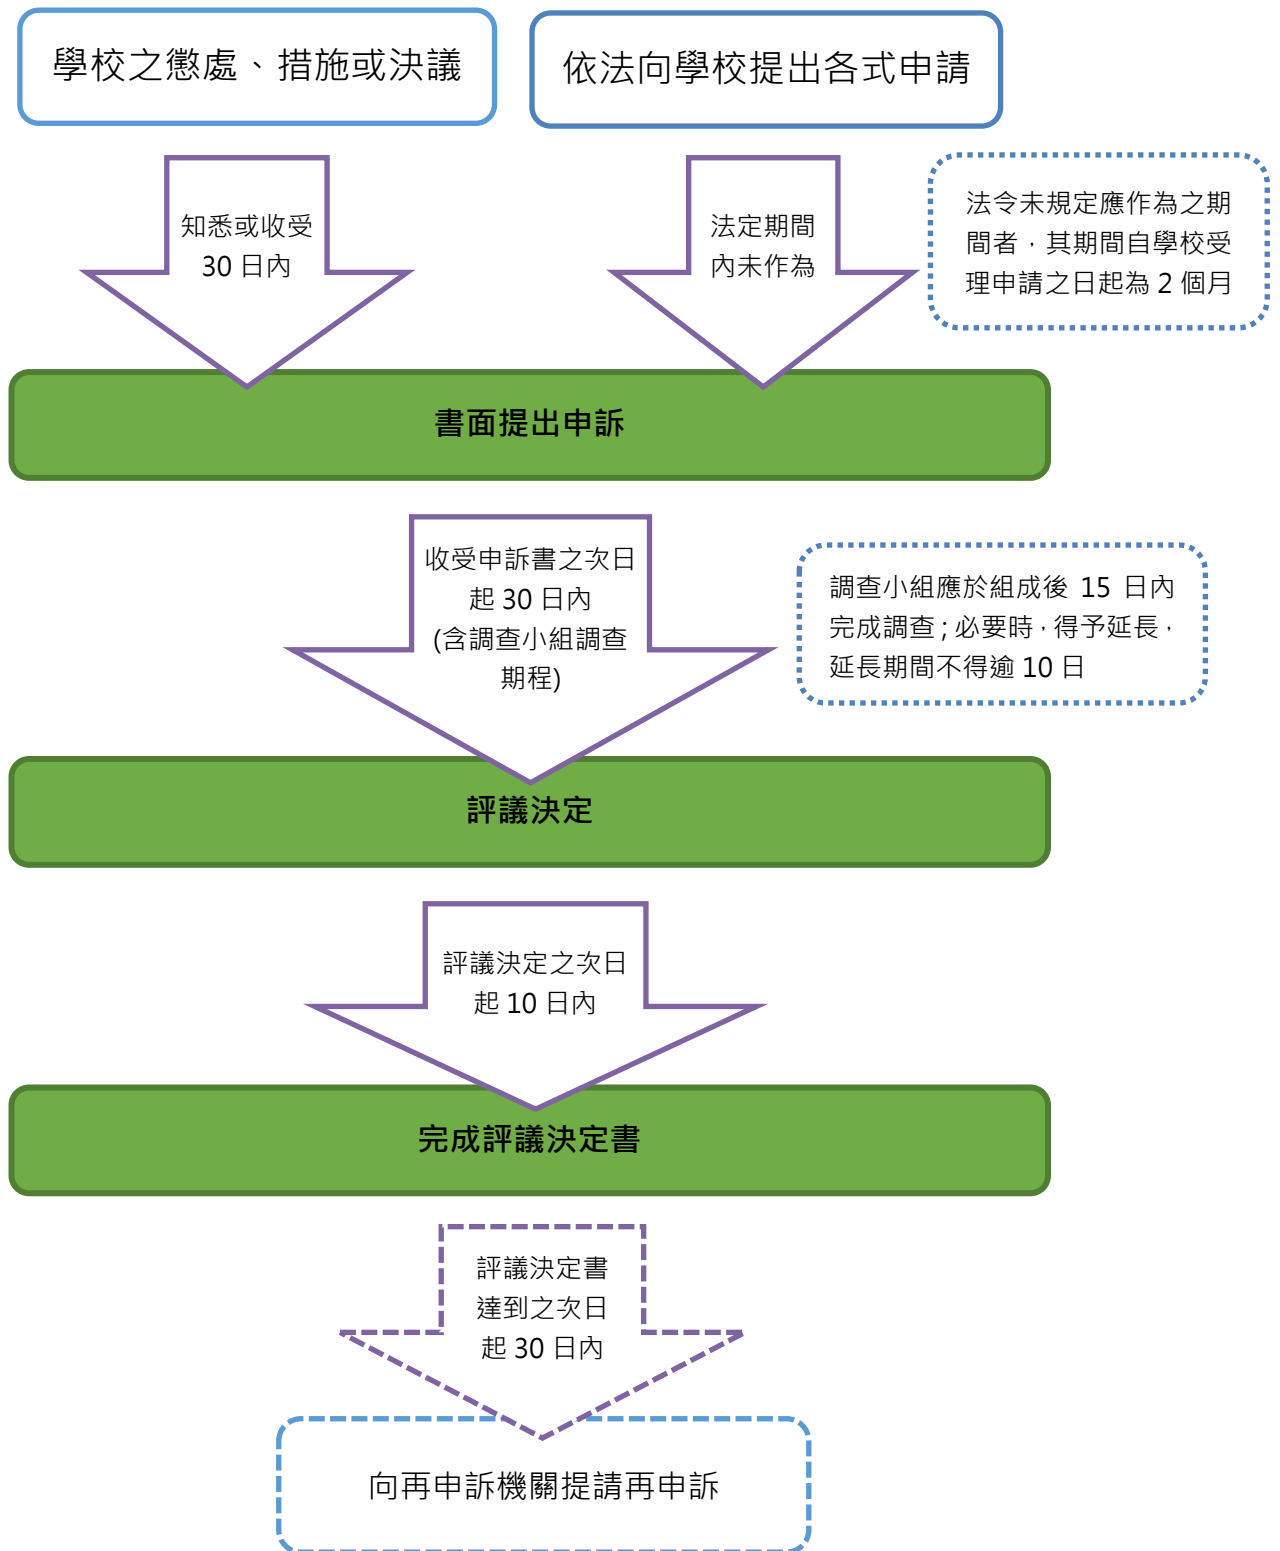 學校之懲處、措施或決議
依法向學校提出各式申請
知悉或收受
30 日內
法定期間
內未作為
法令未規定應作為之期
間者，其期間自學校受
理申請之日起為 2 個月
書面提出申訴
收受申訴書之次日
起 30 日內
(含調查小組調查
期程)
調查小組應於組成後 15 日內
完成調查；必要時，得予延長，
延長期間不得逾 10 日
評議決定
評議決定之次日
起 10 日內
完成評議決定書
評議決定書
達到之次日
起 30 日內
向再申訴機關提請再申訴